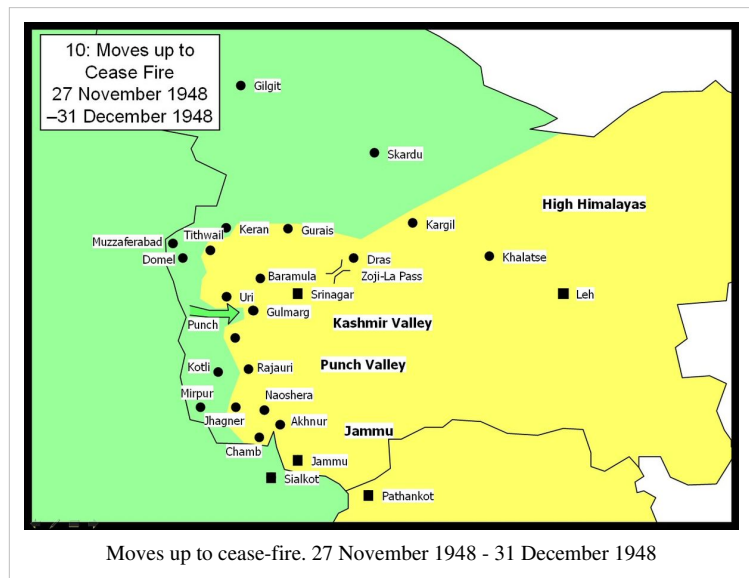 10: Moves up to
Cease Fire
27 November 1948
–31 December 1948
Gilgit
Skardu
High Himalayas
Kargil
Keran
Gurais
Tithwail
Muzzaferabad
Domel
Dras
Khalatse
Baramula
Zoji-La Pass
Uri
Srinagar
Leh
Gulmarg
Punch
Kashmir Valley
Punch Valley
Kotli
Rajauri
Mirpur
Naoshera
Jhagner
Akhnur
Jammu
Chamb
Jammu
Sialkot
Pathankot
Moves up to cease-fire. 27 November 1948 - 31 December 1948